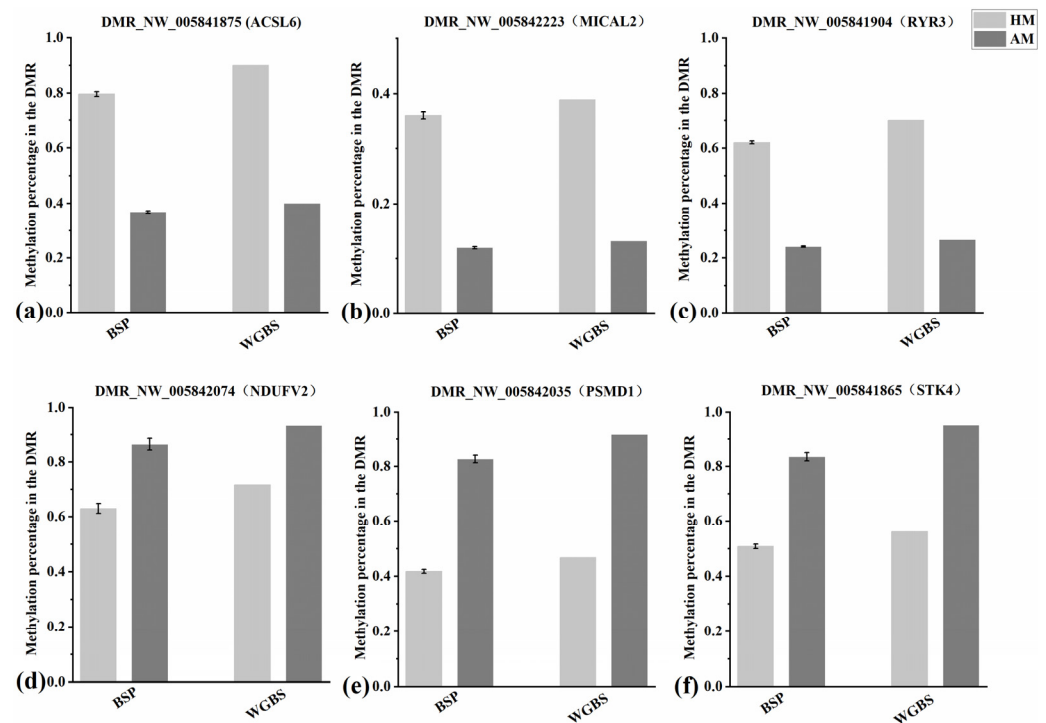 DMR_NW_005841875 (ACSL6)
Methylation percentage in the DMR
1.0
0.8
0.6
0.4
0.2
0.0
BSP
WGBS
(a)
DMR_NW_005842223（MICAL2）
Methylation percentage in the DMR
0.4
0.2
0.0
BSP
WGBS
(b)
DMR_NW_005841904（RYR3）
Methylation percentage in the DMR
1.0
0.8
0.6
0.4
0.2
0.0
BSP
WGBS
(c)
HM
AM
DMR_NW_005842074（NDUFV2）
Methylation percentage in the DMR
1.0
0.8
0.6
0.4
0.2
0.0
BSP
WGBS
(d)
DMR_NW_005842035（PSMD1）
Methylation percentage in the DMR
1.0
0.8
0.6
0.4
0.2
0.0
BSP
WGBS
(e)
DMR_NW_005841865（STK4）
Methylation percentage in the DMR
1.0
0.8
0.6
0.4
0.2
0.0
BSP
WGBS
(f)